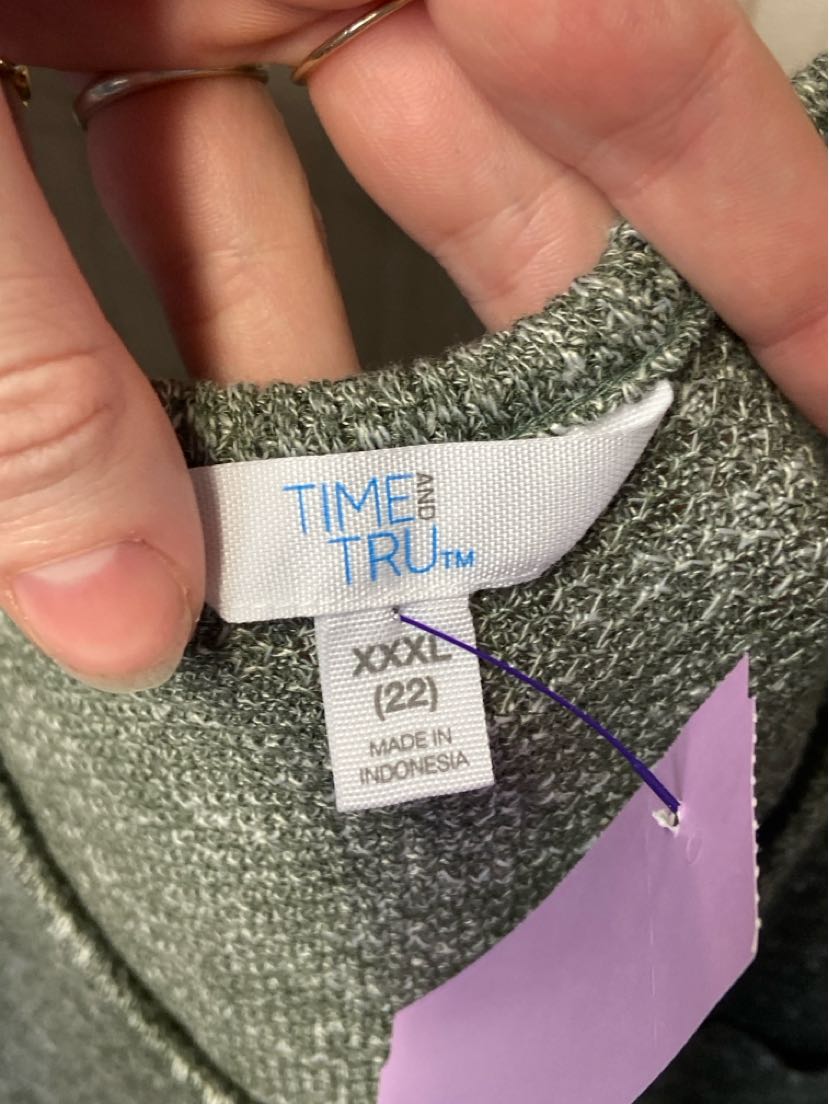 TIME AND
TRU™
XXXL
(22)
MADE IN
INDONESIA